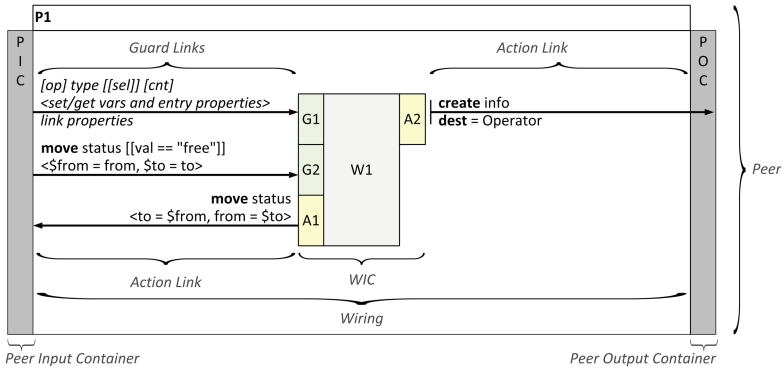 P1
P
I
C
Guard Links
Action Link
P
O
C
[op] type [[sel]] [cnt]
<set/get vars and entry properties>
link properties
G1
A2
create info
dest = Operator
move status [[val == "free"]]
<$from = from, $to = to>
G2
W1
Peer
move status
<to = $from, from = $to>
A1
Action Link
WIC
Wiring
Peer Input Container
Peer Output Container